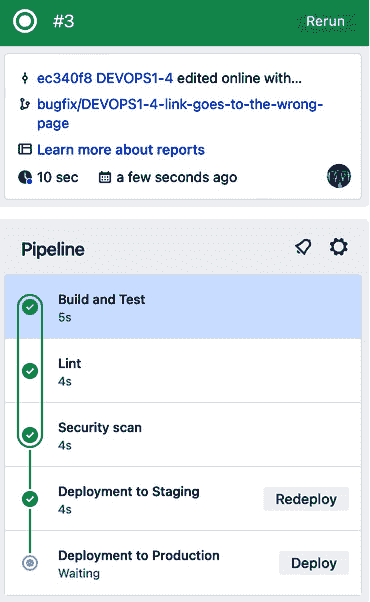 #3 Rerun
ec340f8 DEVOPS1-4 edited online with...
bugfix/DEVOPS1-4-link-goes-to-the-wrong-
page
Learn more about reports
10 sec a few seconds ago
Pipeline
Build and Test
5s
Lint
4s
Security scan
4s
Deployment to Staging
4s
Redeploy
Deployment to Production
Waiting
Deploy